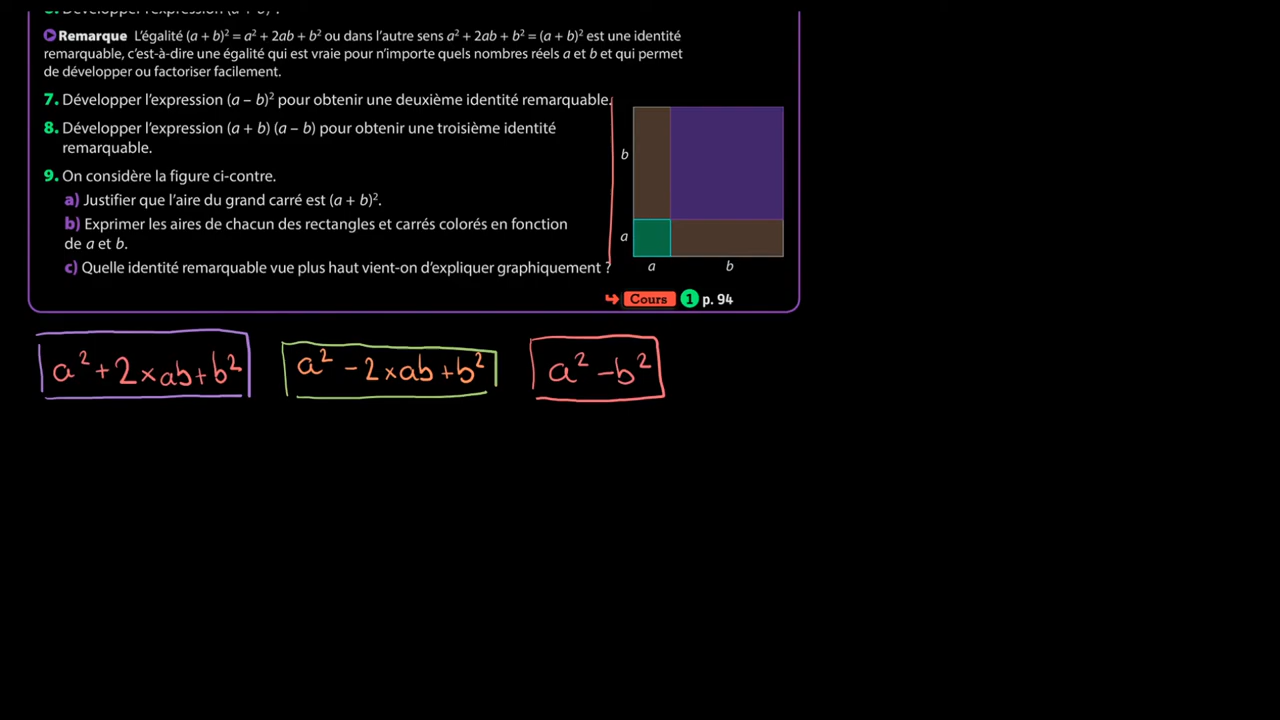 Remarque L'égalité (a + b)² = a² + 2ab + b² ou dans l'autre sens a² + 2ab + b² = (a + b)² est une identité
remarquable, c'est-à-dire une égalité qui est vraie pour n'importe quels nombres réels a et b et qui permet
de développer ou factoriser facilement.
7. Développer l'expression (a – b)² pour obtenir une deuxième identité remarquable.
8. Développer l'expression (a + b) (a – b) pour obtenir une troisième identité
remarquable.
9. On considère la figure ci-contre.
a) Justifier que l'aire du grand carré est (a + b)².
b) Exprimer les aires de chacun des rectangles et carrés colorés en fonction
de a et b.
c) Quelle identité remarquable vue plus haut vient-on d'expliquer graphiquement ?
b
a
a b
Cours 1 p. 94
a² + 2 × ab + b² a² - 2 × ab + b² a² - b²